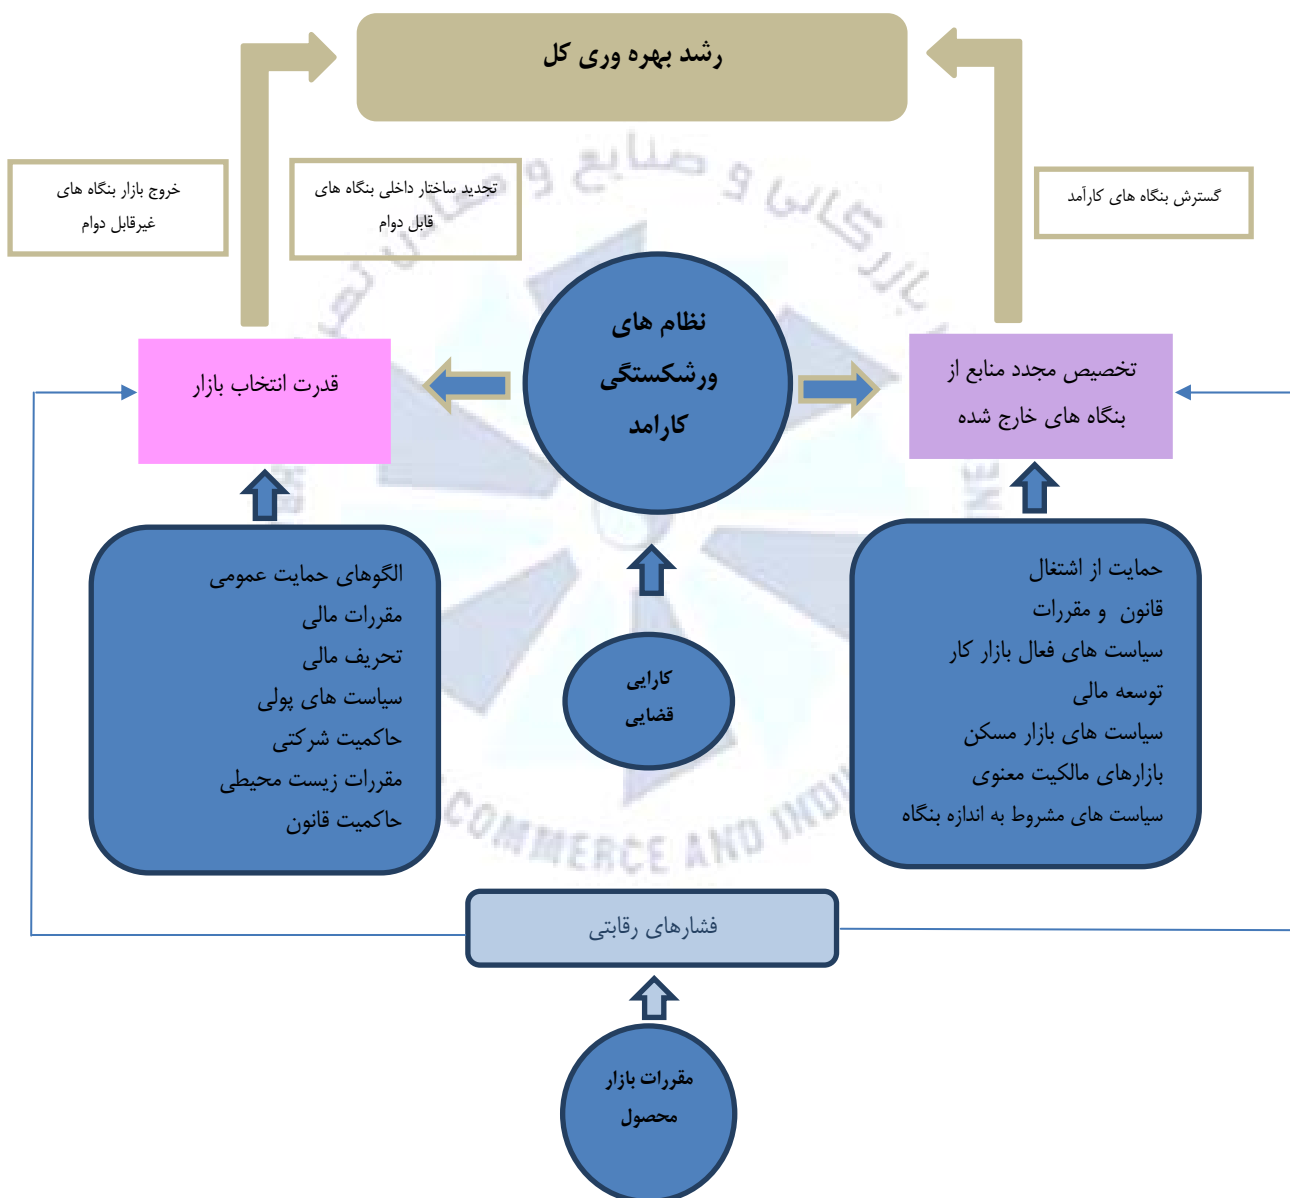 رشد بهره وری کل
خروج بازار بنگاه های
غیرقابل دوام
تجدید ساختار داخلی بنگاه های
قابل دوام
گسترش بنگاه های کارآمد
نظام های
ورشکستگی
کارامد
قدرت انتخاب بازار
تخصیص مجدد منابع از
بنگاه های خارج شده
الگوهای حمایت عمومی
مقررات مالی
تحریف مالی
سیاست های پولی
حاکمیت شرکتی
مقررات زیست محیطی
حاکمیت قانون
کارایی
قضایی
حمایت از اشتغال
قانون و مقررات
سیاست های فعال بازار کار
توسعه مالی
سیاست های بازار مسکن
بازارهای مالکیت معنوی
سیاست های مشروط به اندازه بنگاه
فشارهای رقابتی
مقررات بازار
محصول
بازرگانی و صنایع و معادن
COMMERCE AND